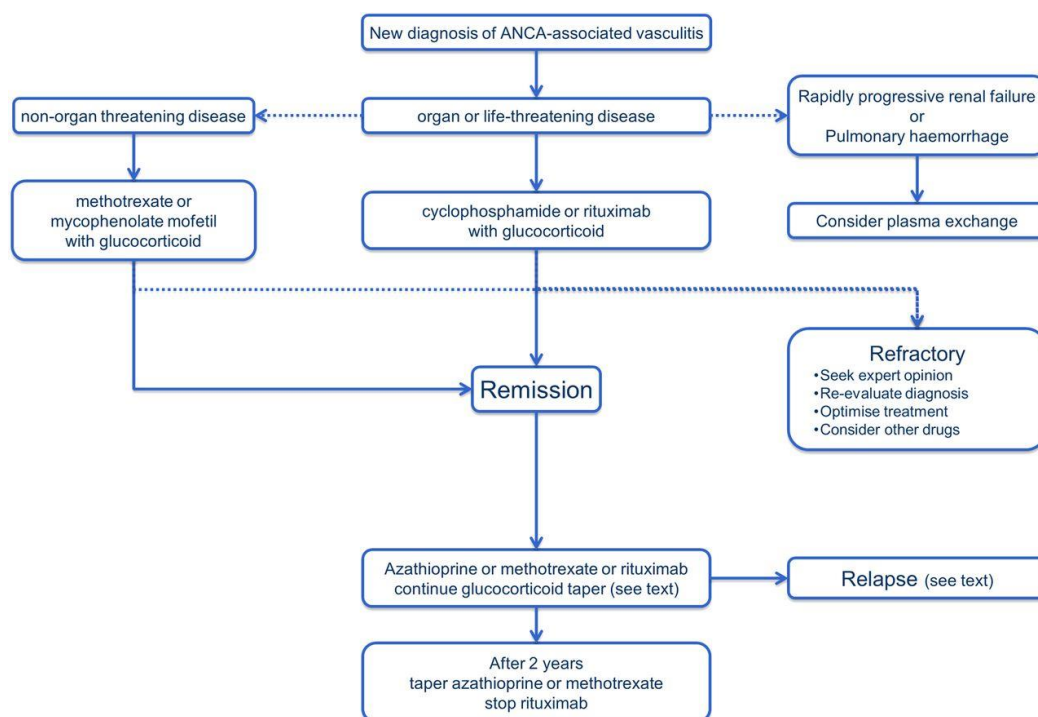 New diagnosis of ANCA-associated vasculitis
non-organ threatening disease
organ or life-threatening disease
Rapidly progressive renal failure
or
Pulmonary haemorrhage
methotrexate or
mycophenolate mofetil
with glucocorticoid
cyclophosphamide or rituximab
with glucocorticoid
Consider plasma exchange
Remission
Refractory
•Seek expert opinion
•Re-evaluate diagnosis
•Optimise treatment
•Consider other drugs
Azathioprine or methotrexate or rituximab
continue glucocorticoid taper (see text)
Relapse (see text)
After 2 years
taper azathioprine or methotrexate
stop rituximab